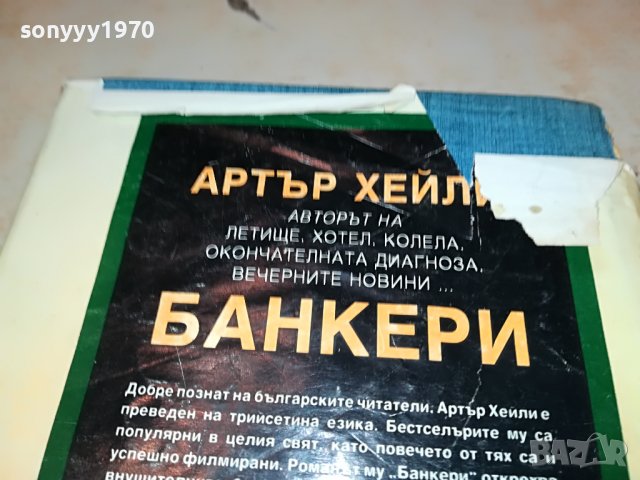 sonyyy1970
АРТЪР ХЕЙЛИ
АВТОРЪТ НА
ЛЕТИЩЕ, ХОТЕЛ, КОЛЕЛА,
ОКОНЧАТЕЛНАТА ДИАГНОЗА,
ВЕЧЕРНИТЕ НОВИНИ ...
БАНКЕРИ
Добре познат на българските читатели, Артър Хейли е
преведен на трийсетина езика. Бестселърите му са
популярни в целия свят, като повечето от тях са и
успешно филмирани. Романът му „Банкери" открехва
BAZAR